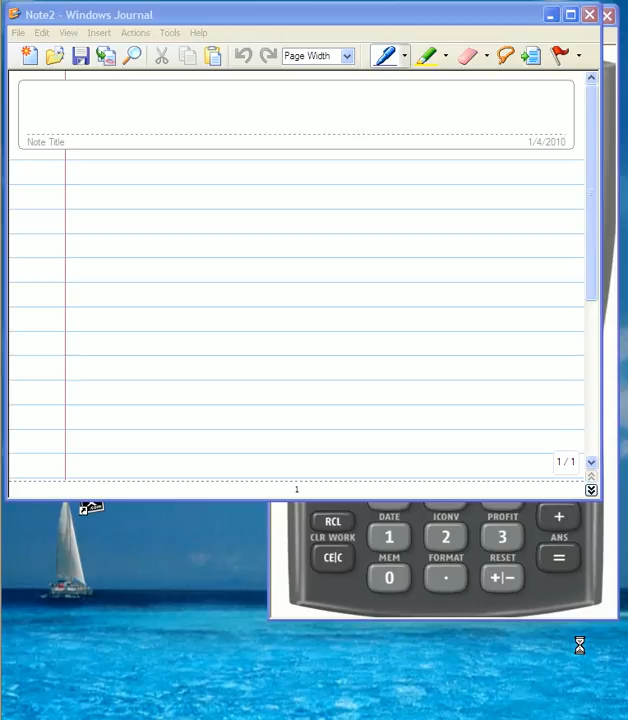 Note2 - Windows Journal
File Edit View Insert Actions Tools Help
Page Width
Note Title 1/4/2010
1 / 1
1
.com
RCL DATE ICONV PROFIT +
CLR WORK 1 2 3 ANS
CE|C MEM FORMAT RESET =
0 . +|−